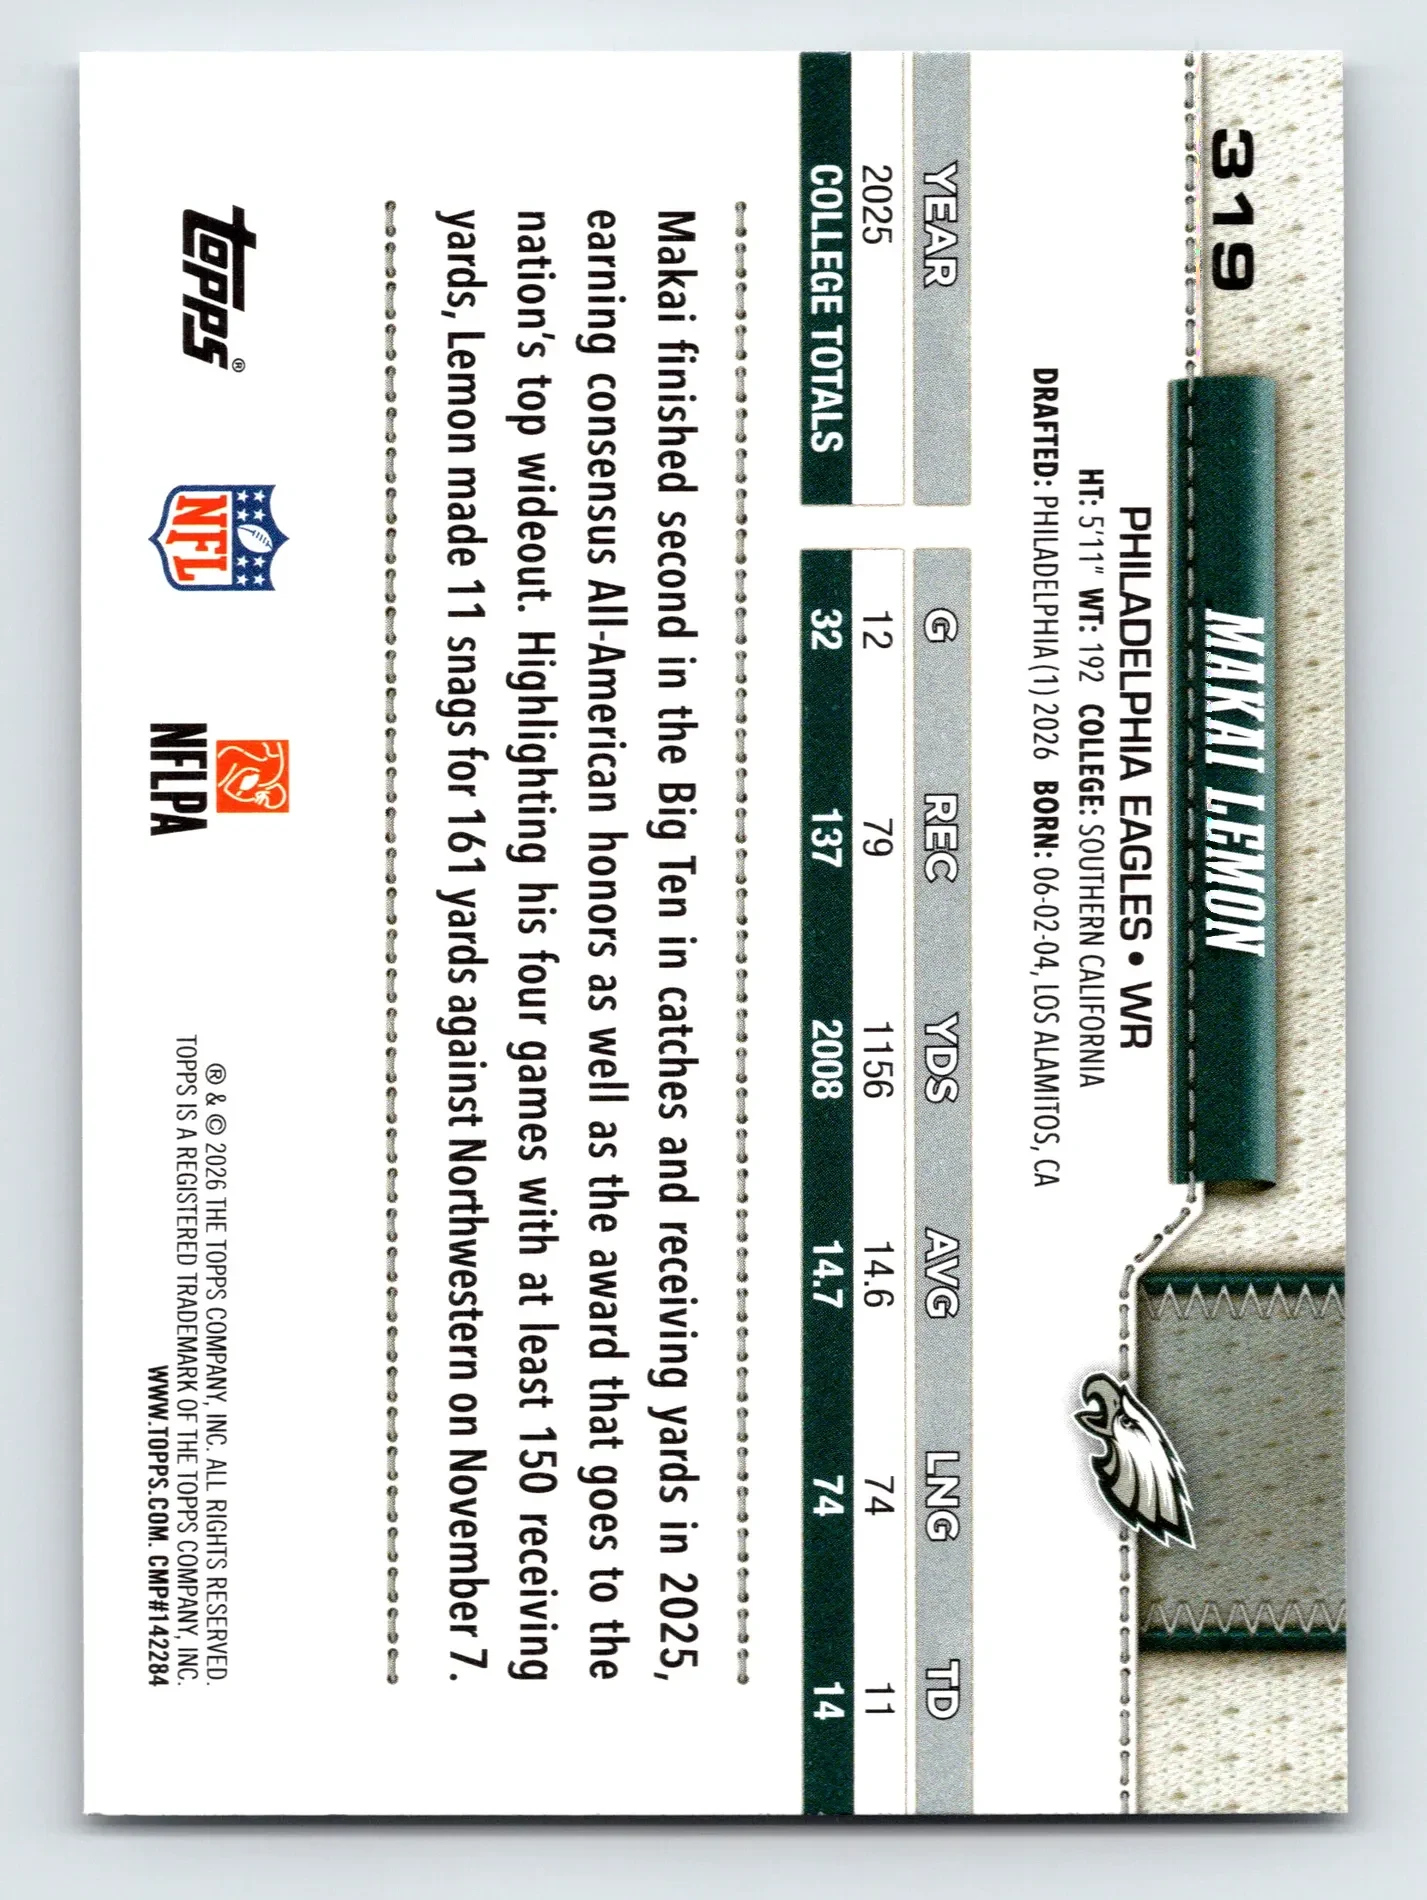 319
MAKAI LEMON
PHILADELPHIA EAGLES • WR
HT: 5'11" WT: 192 COLLEGE: SOUTHERN CALIFORNIA
DRAFTED: PHILADELPHIA (1) 2026 BORN: 06-02-04, LOS ALAMITOS, CA
YEAR G REC YDS AVG LNG TD
2025 12 79 1156 14.6 74 11
COLLEGE TOTALS 32 137 2008 14.7 74 14
Makai finished second in the Big Ten in catches and receiving yards in 2025,
earning consensus All-American honors as well as the award that goes to the
nation's top wideout. Highlighting his four games with at least 150 receiving
yards, Lemon made 11 snags for 161 yards against Northwestern on November 7.
topps®
NFL
NFLPA
® & © 2026 THE TOPPS COMPANY, INC. ALL RIGHTS RESERVED.
TOPPS IS A REGISTERED TRADEMARK OF THE TOPPS COMPANY, INC.
WWW.TOPPS.COM. CMP#142284